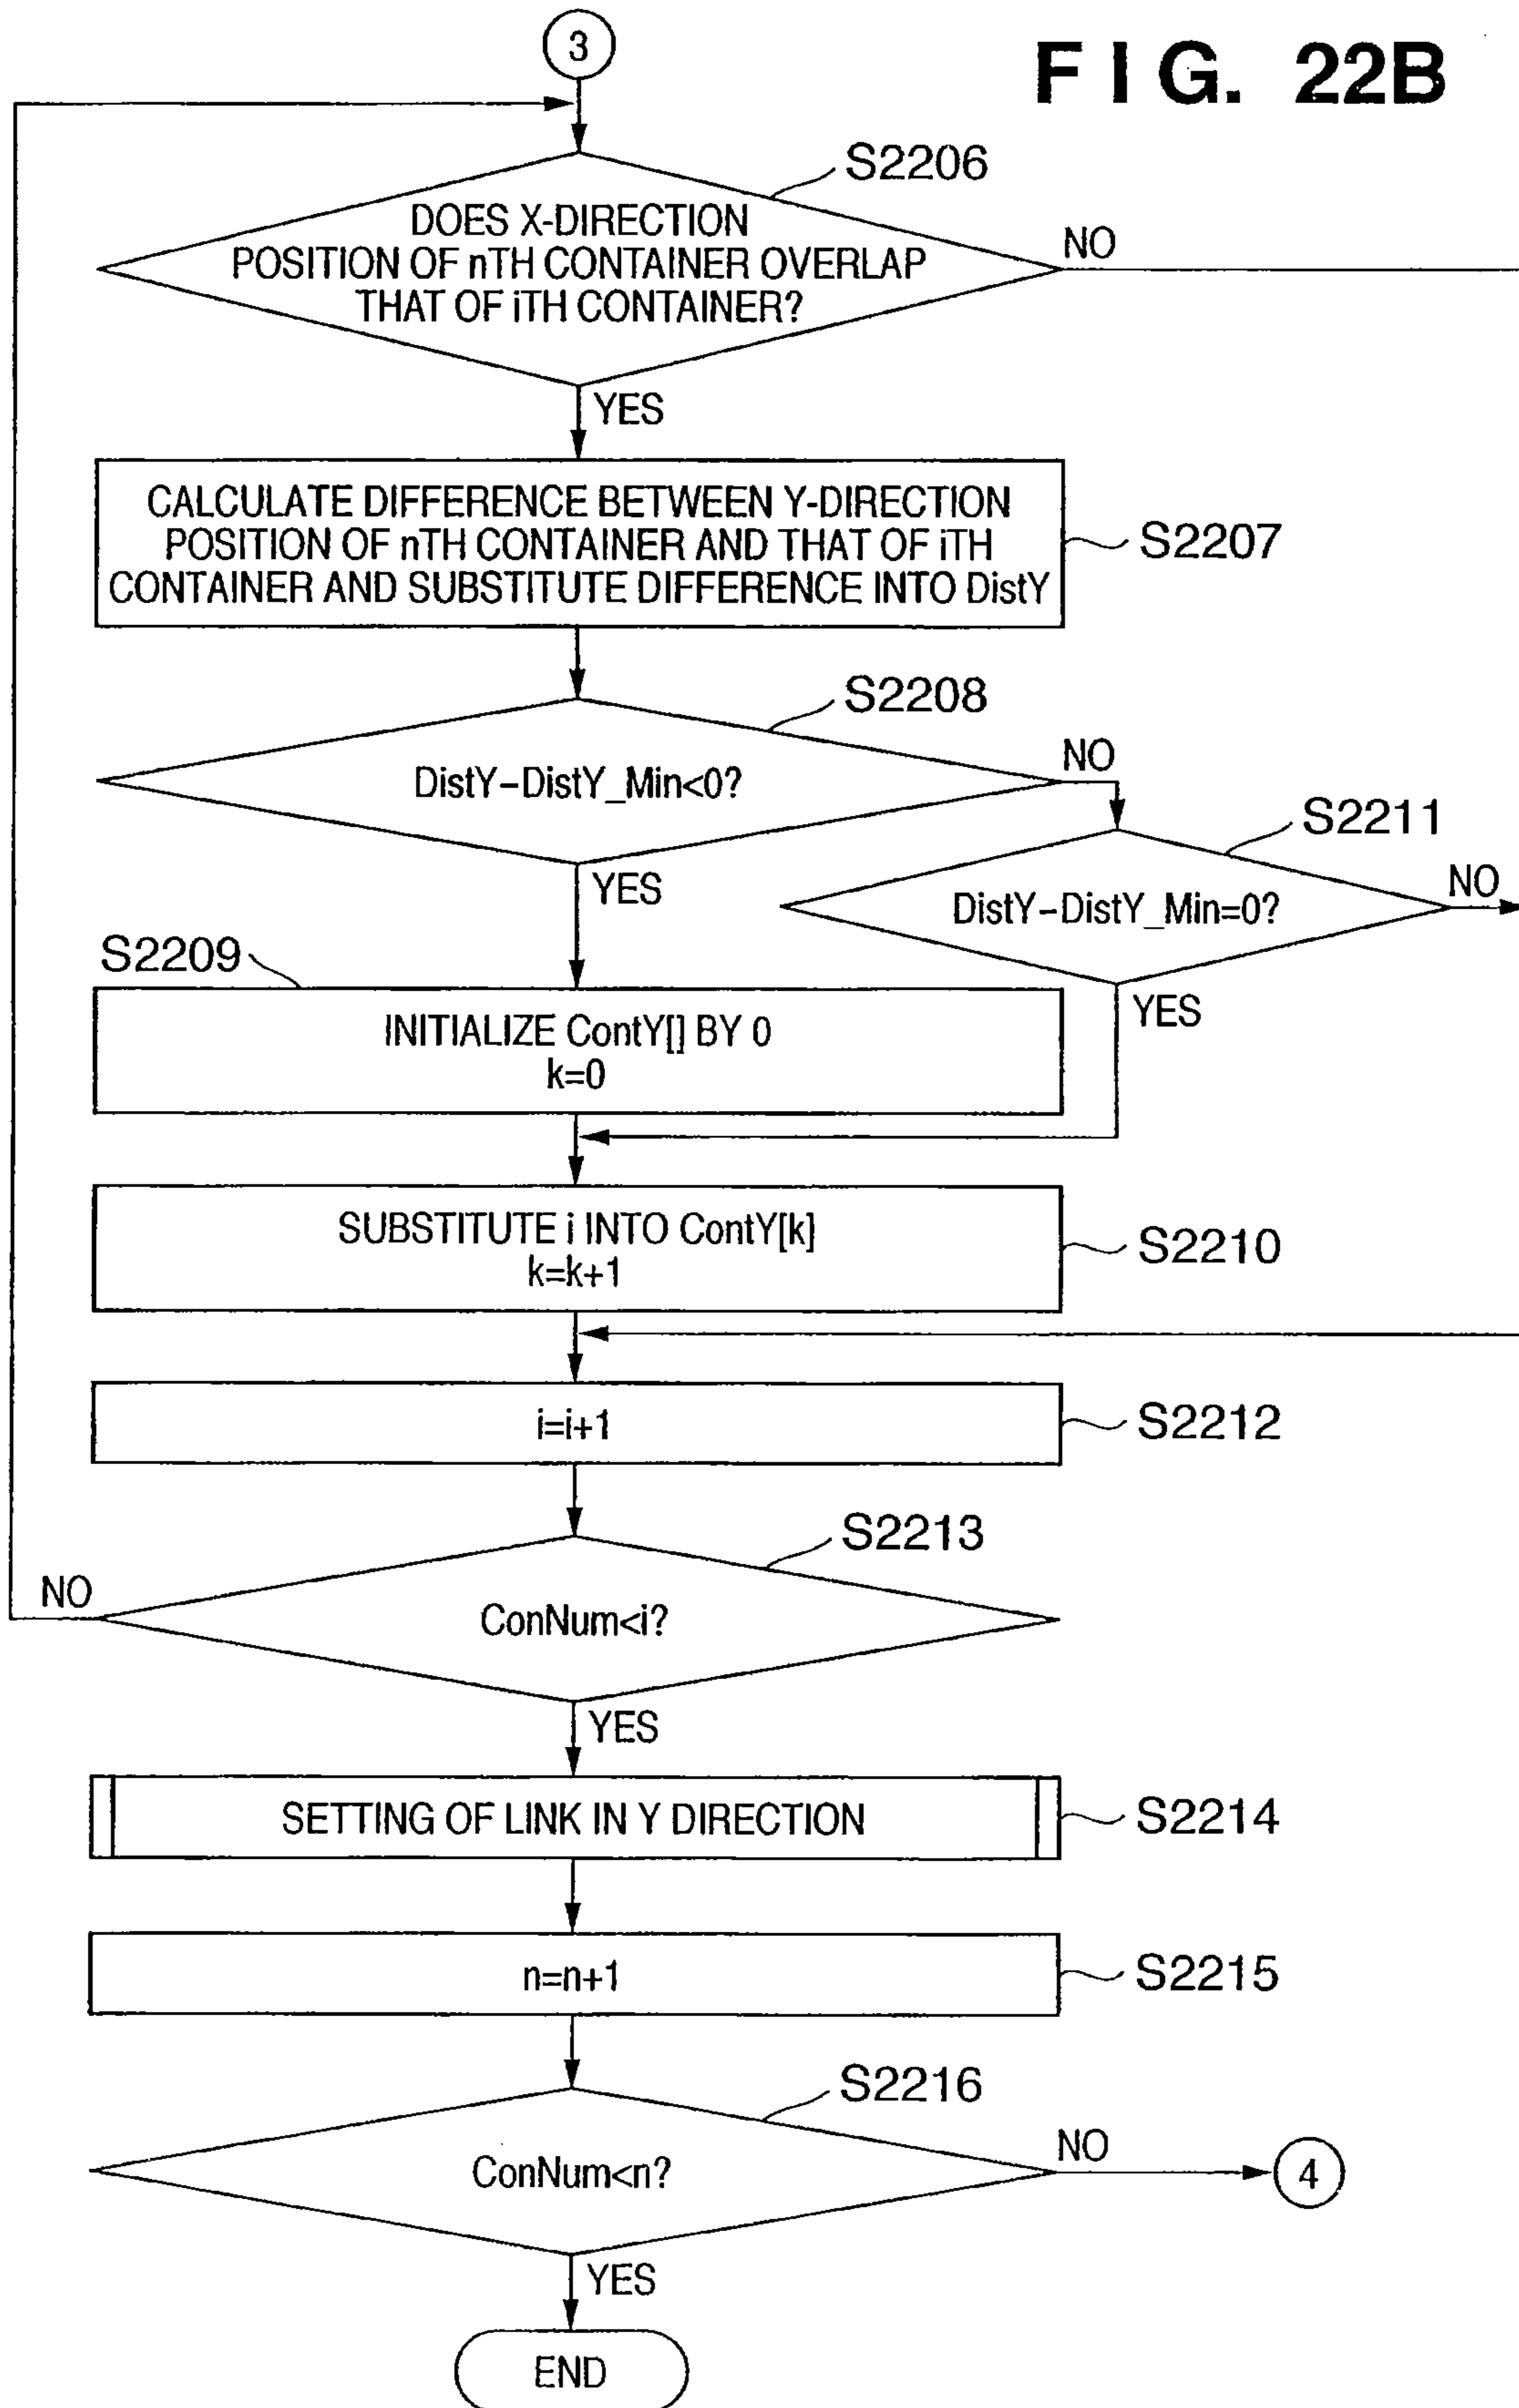 3
F I G. 22B
S2206
DOES X-DIRECTION
POSITION OF nTH CONTAINER OVERLAP
THAT OF iTH CONTAINER?
NO
YES
CALCULATE DIFFERENCE BETWEEN Y-DIRECTION
POSITION OF nTH CONTAINER AND THAT OF iTH
CONTAINER AND SUBSTITUTE DIFFERENCE INTO DistY
S2207
S2208
DistY-DistY_Min<0?
NO
S2211
YES
DistY-DistY_Min=0?
NO
S2209
YES
INITIALIZE ContY[] BY 0
k=0
SUBSTITUTE i INTO ContY[k]
k=k+1
S2210
i=i+1
S2212
S2213
NO
ConNum<i?
YES
SETTING OF LINK IN Y DIRECTION
S2214
n=n+1
S2215
S2216
ConNum<n?
NO
4
YES
END